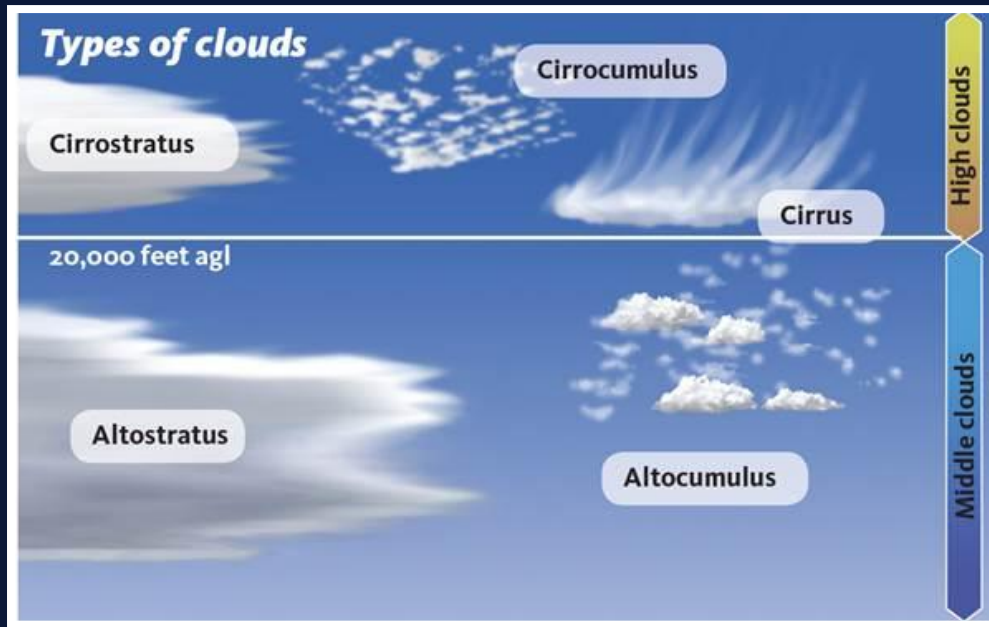 Types of clouds
Cirrocumulus
Cirrostratus
Cirrus
High clouds
20,000 feet agl
Altostratus
Altocumulus
Middle clouds